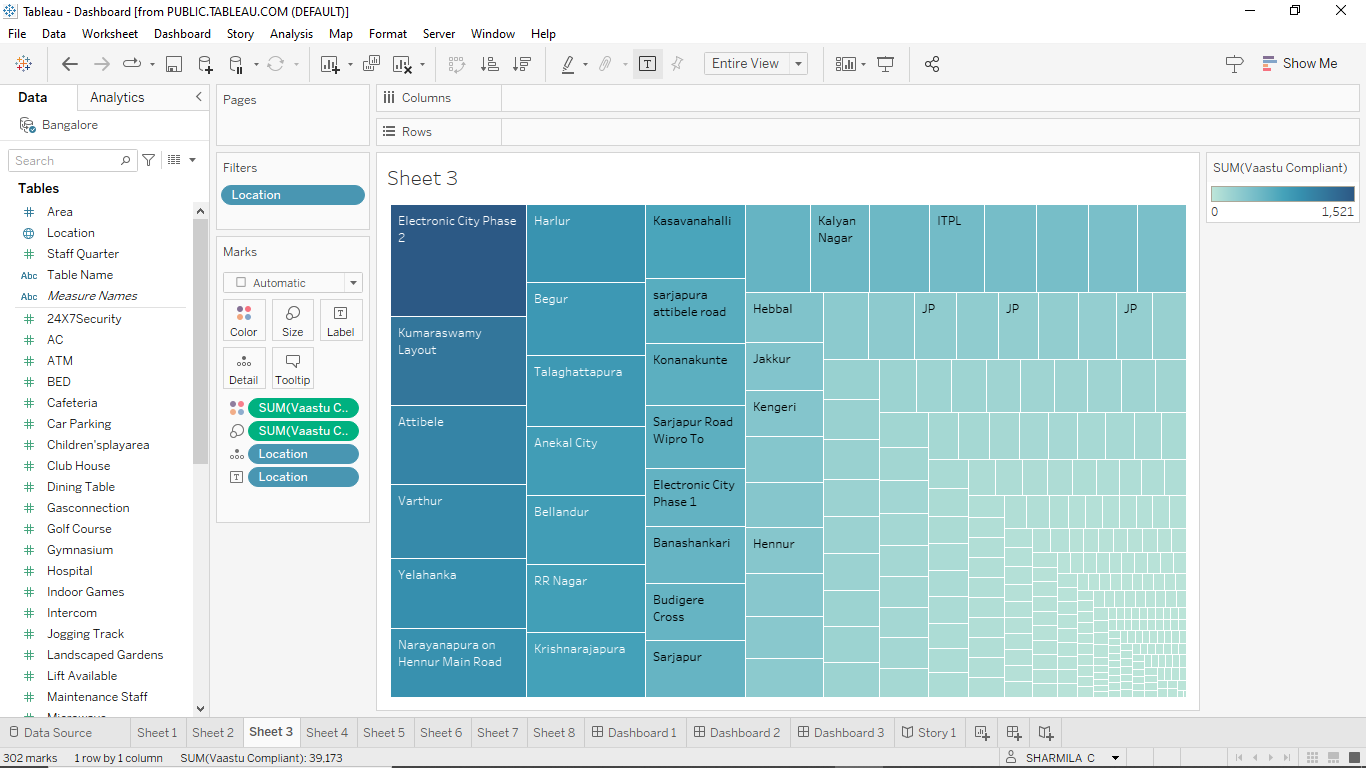 Tableau - Dashboard [from PUBLIC.TABLEAU.COM (DEFAULT)]
File Data Worksheet Dashboard Story Analysis Map Format Server Window Help
Entire View
Show Me
Data Analytics
Bangalore
Search
Tables
Area
Location
Staff Quarter
Abc Table Name
Abc Measure Names
24X7Security
AC
ATM
BED
Cafeteria
Car Parking
Children'splayarea
Club House
Dining Table
Gasconnection
Golf Course
Gymnasium
Hospital
Indoor Games
Intercom
Jogging Track
Landscaped Gardens
Lift Available
Maintenance Staff
Pages
Filters
Location
Marks
Automatic
Color Size Label
Detail Tooltip
SUM(Vaastu C..
SUM(Vaastu C..
Location
Location
Columns
Rows
Sheet 3
Electronic City Phase
2
Kumaraswamy
Layout
Attibele
Varthur
Yelahanka
Narayanapura on
Hennur Main Road
Harlur
Begur
Talaghattapura
Anekal City
Bellandur
RR Nagar
Krishnarajapura
Kasavanahalli
sarjapura
attibele road
Konanakunte
Sarjapur Road
Wipro To
Electronic City
Phase 1
Banashankari
Budigere
Cross
Sarjapur
Kalyan
Nagar
ITPL
Hebbal
JP
JP
JP
Jakkur
Kengeri
Hennur
SUM(Vaastu Compliant)
0 1,521
Data Source Sheet 1 Sheet 2 Sheet 3 Sheet 4 Sheet 5 Sheet 6 Sheet 7 Sheet 8 Dashboard 1 Dashboard 2 Dashboard 3 Story 1
302 marks 1 row by 1 column SUM(Vaastu Compliant): 39,173 SHARMILA C